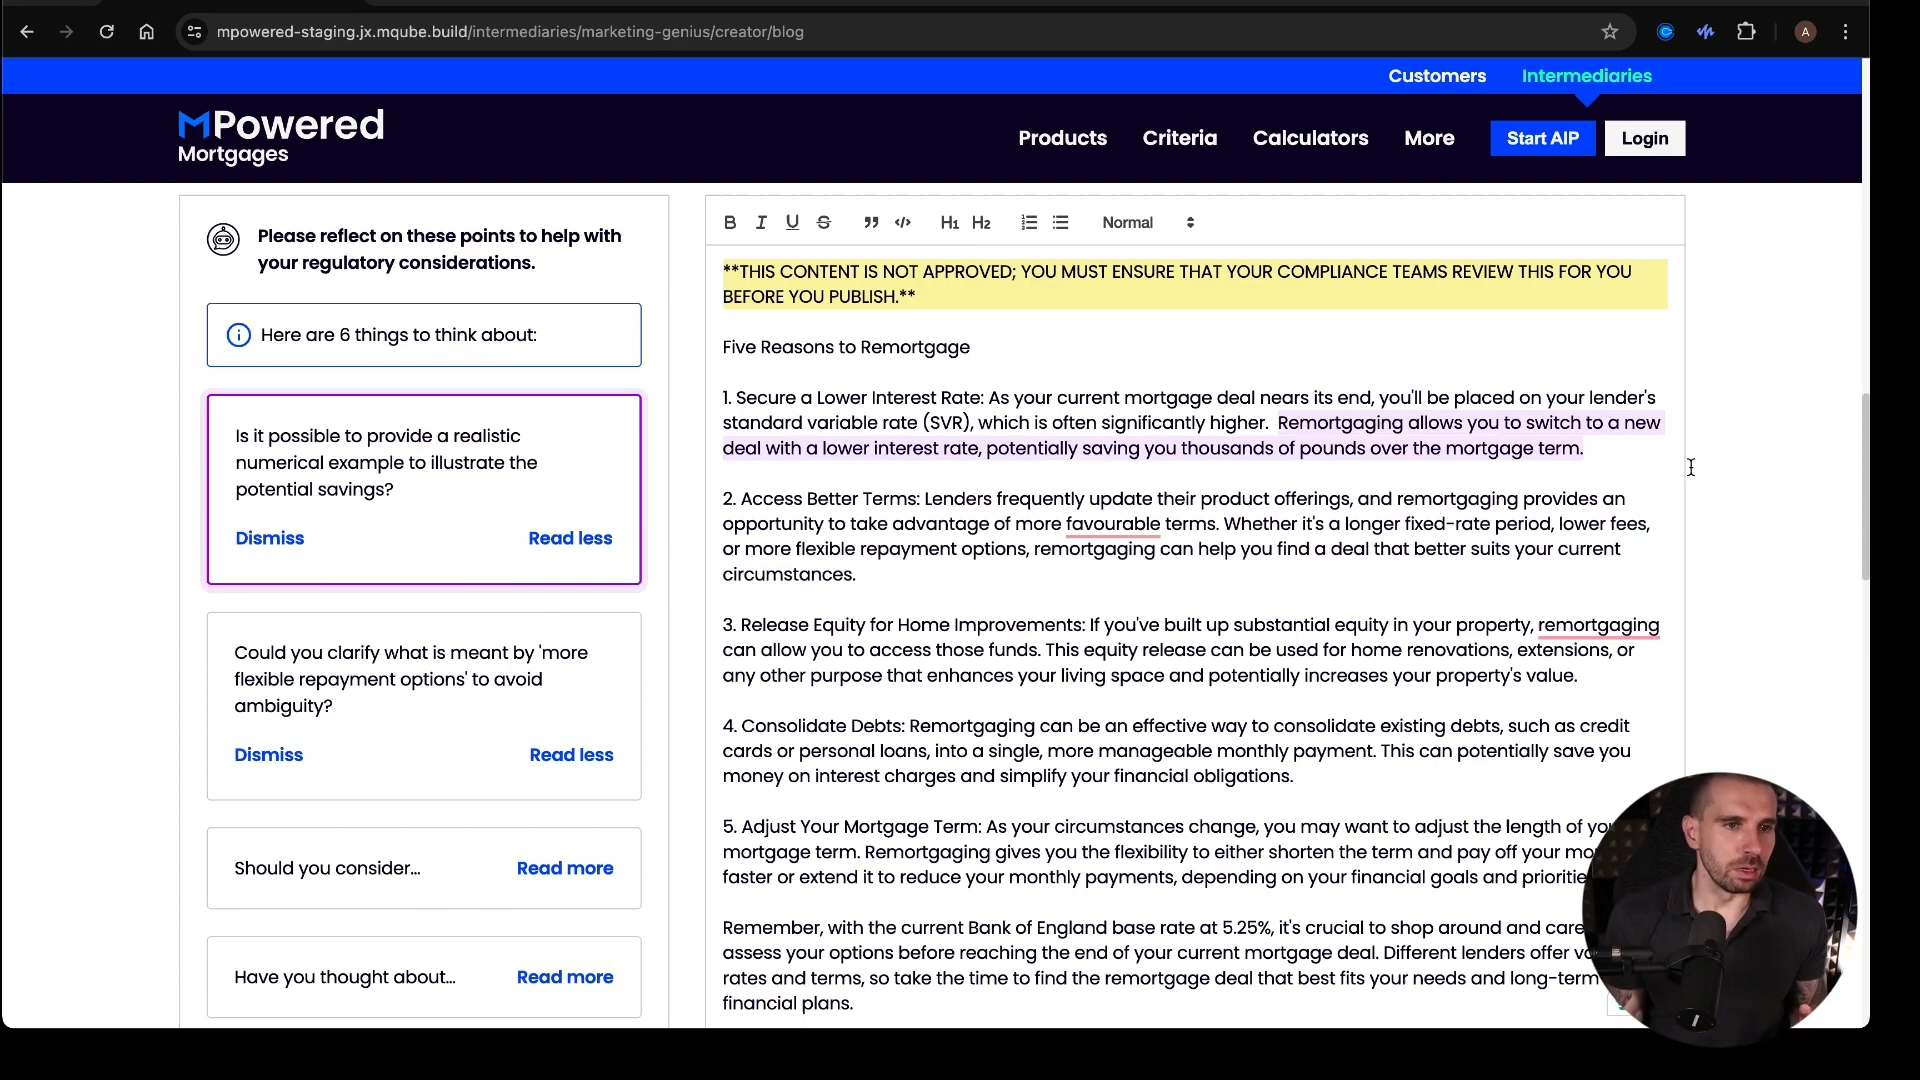 mpowered-staging.jx.mqube.build/intermediaries/marketing-genius/creator/blog
A
Customers
Intermediaries
MPowered
Mortgages
Products
Criteria
Calculators
More
Start AIP
Login
Please reflect on these points to help with
your regulatory considerations.
Here are 6 things to think about:
Is it possible to provide a realistic
numerical example to illustrate the
potential savings?
Dismiss
Read less
Could you clarify what is meant by 'more
flexible repayment options' to avoid
ambiguity?
Dismiss
Read less
Should you consider...
Read more
Have you thought about...
Read more
B I U S H1 H2 Normal
**THIS CONTENT IS NOT APPROVED; YOU MUST ENSURE THAT YOUR COMPLIANCE TEAMS REVIEW THIS FOR YOU
BEFORE YOU PUBLISH.**
Five Reasons to Remortgage
1. Secure a Lower Interest Rate: As your current mortgage deal nears its end, you'll be placed on your lender's
standard variable rate (SVR), which is often significantly higher. Remortgaging allows you to switch to a new
deal with a lower interest rate, potentially saving you thousands of pounds over the mortgage term.
2. Access Better Terms: Lenders frequently update their product offerings, and remortgaging provides an
opportunity to take advantage of more favourable terms. Whether it's a longer fixed-rate period, lower fees,
or more flexible repayment options, remortgaging can help you find a deal that better suits your current
circumstances.
3. Release Equity for Home Improvements: If you've built up substantial equity in your property, remortgaging
can allow you to access those funds. This equity release can be used for home renovations, extensions, or
any other purpose that enhances your living space and potentially increases your property's value.
4. Consolidate Debts: Remortgaging can be an effective way to consolidate existing debts, such as credit
cards or personal loans, into a single, more manageable monthly payment. This can potentially save you
money on interest charges and simplify your financial obligations.
5. Adjust Your Mortgage Term: As your circumstances change, you may want to adjust the length of
mortgage term. Remortgaging gives you the flexibility to either shorten the term and pay off your
faster or extend it to reduce your monthly payments, depending on your financial goals and
Remember, with the current Bank of England base rate at 5.25%, it's crucial to shop around and
assess your options before reaching the end of your current mortgage deal. Different lenders offer
rates and terms, so take the time to find the remortgage deal that best fits your needs and long-term
financial plans.